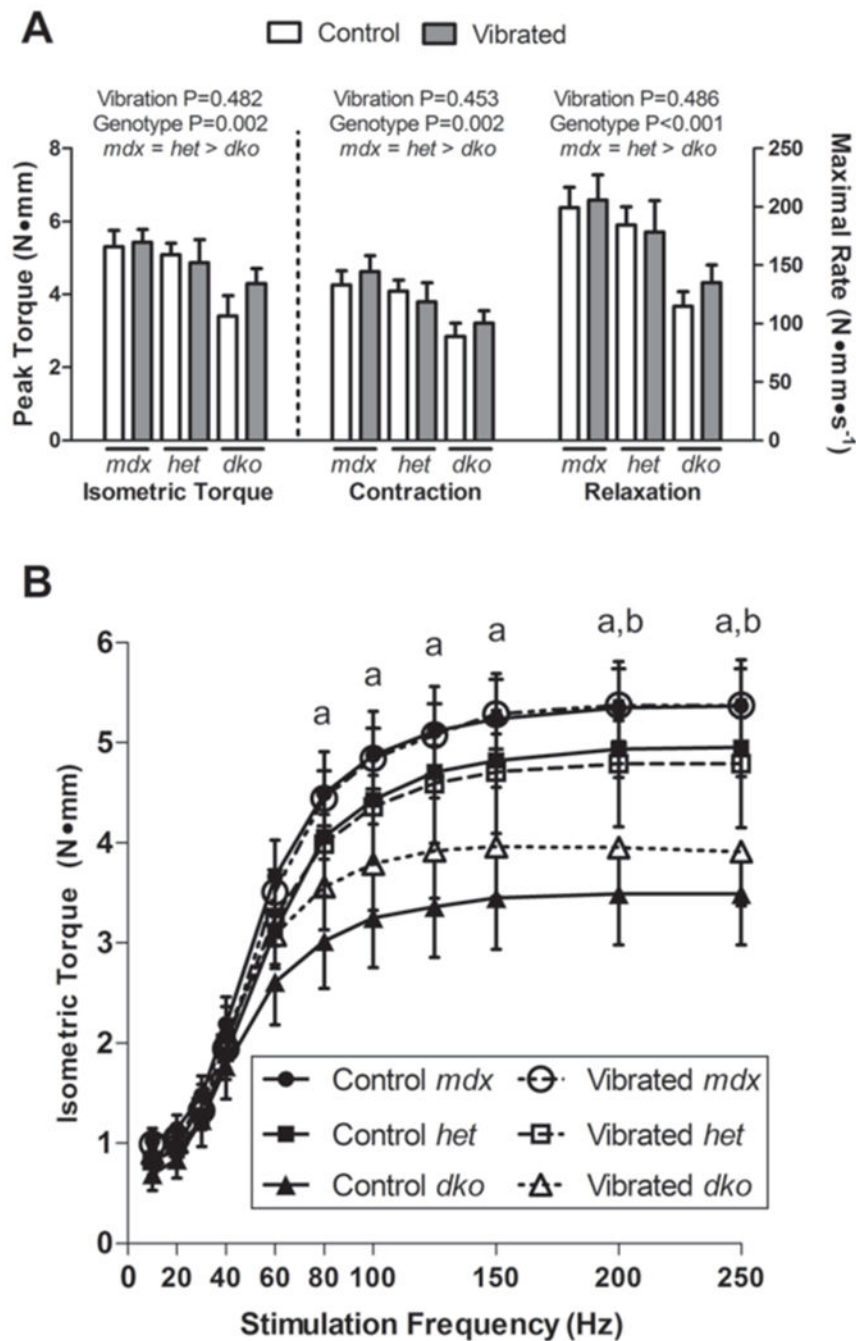 A
Control Vibrated
Vibration P=0.482 Vibration P=0.453 Vibration P=0.486
Genotype P=0.002 Genotype P=0.002 Genotype P<0.001
mdx = het > dko mdx = het > dko mdx = het > dko
Peak Torque (N•mm)
8
6
4
2
0
250
200
150
100
50
0
Maximal Rate (N•mm•s-1)
mdx het dko mdx het dko mdx het dko
Isometric Torque Contraction Relaxation
B
Isometric Torque (N•mm)
6
5
4
3
2
1
0
a a a a a,b a,b
Control mdx Vibrated mdx
Control het Vibrated het
Control dko Vibrated dko
0 20 40 60 80 100 150 200 250
Stimulation Frequency (Hz)